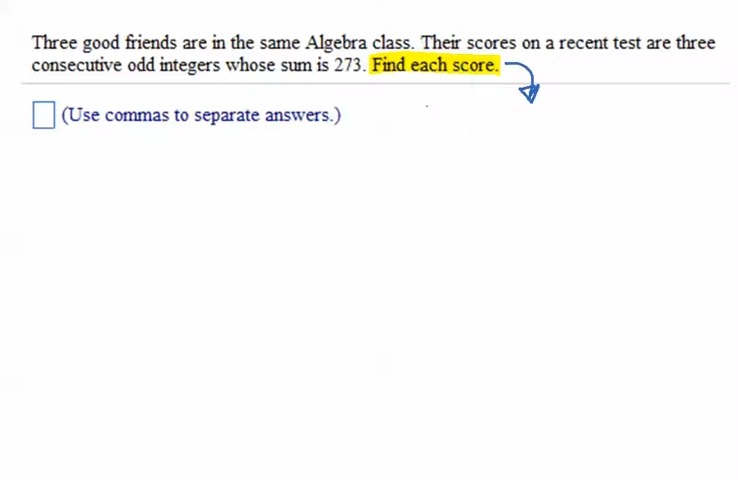 Three good friends are in the same Algebra class. Their scores on a recent test are three
consecutive odd integers whose sum is 273. Find each score.
(Use commas to separate answers.)